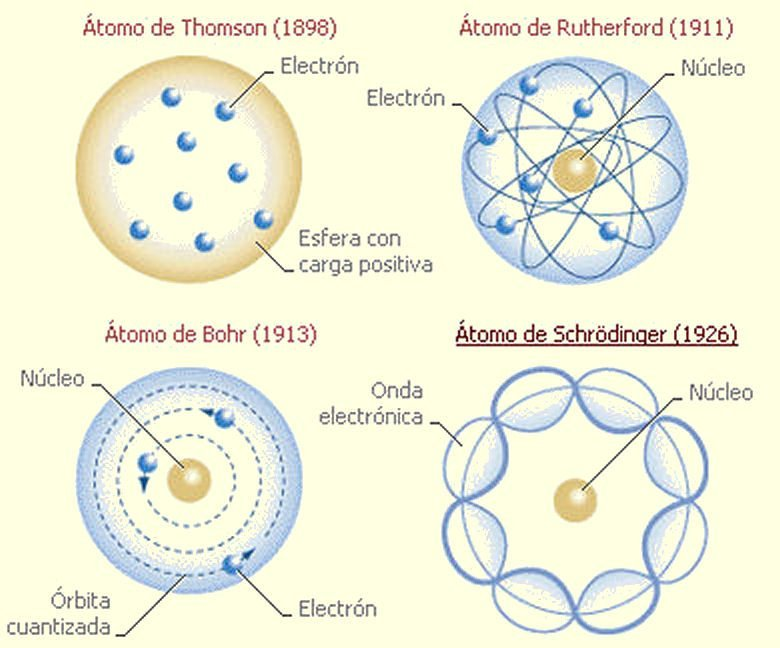 Átomo de Thomson (1898)
Electrón
Esfera con
carga positiva
Átomo de Rutherford (1911)
Núcleo
Electrón
Átomo de Bohr (1913)
Núcleo
Órbita
cuantizada
Electrón
Átomo de Schrödinger (1926)
Onda
electrónica
Núcleo